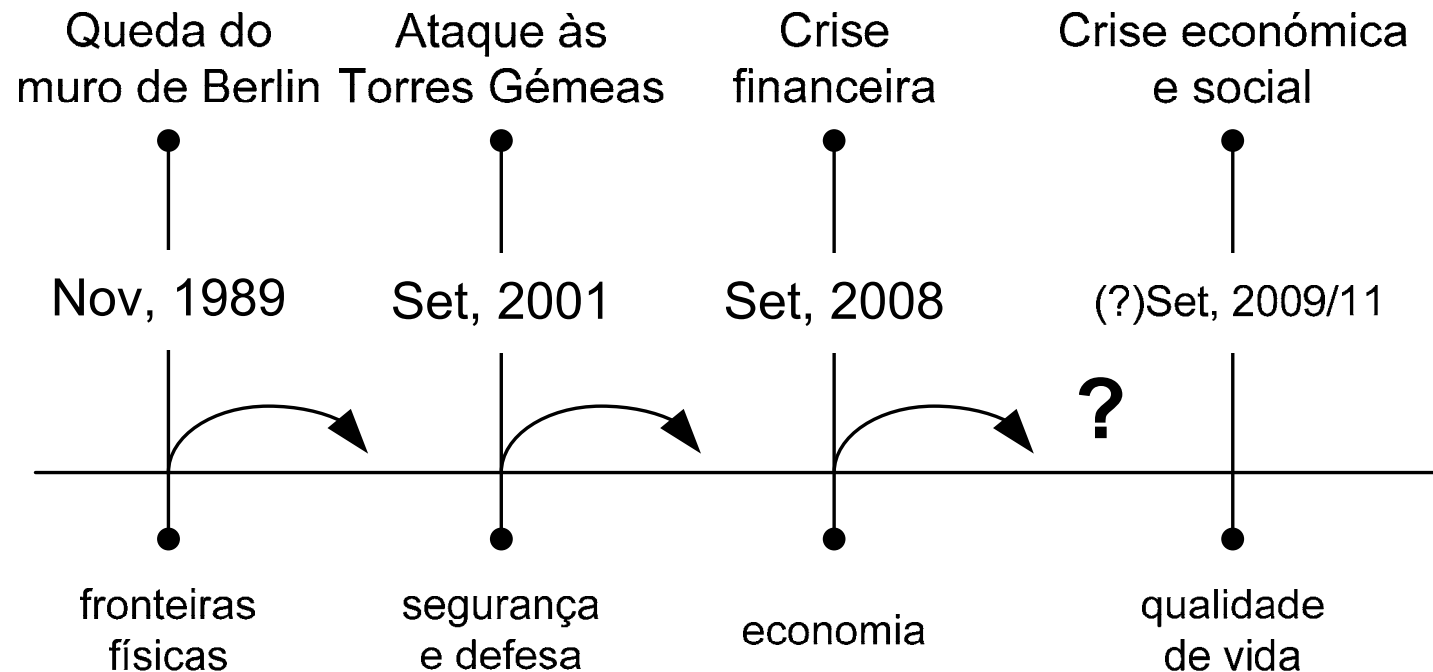 Queda do
muro de Berlin
Ataque às
Torres Gémeas
Crise
financeira
Crise económica
e social
Nov, 1989
Set, 2001
Set, 2008
(?)Set, 2009/11
?
fronteiras
físicas
segurança
e defesa
economia
qualidade
de vida